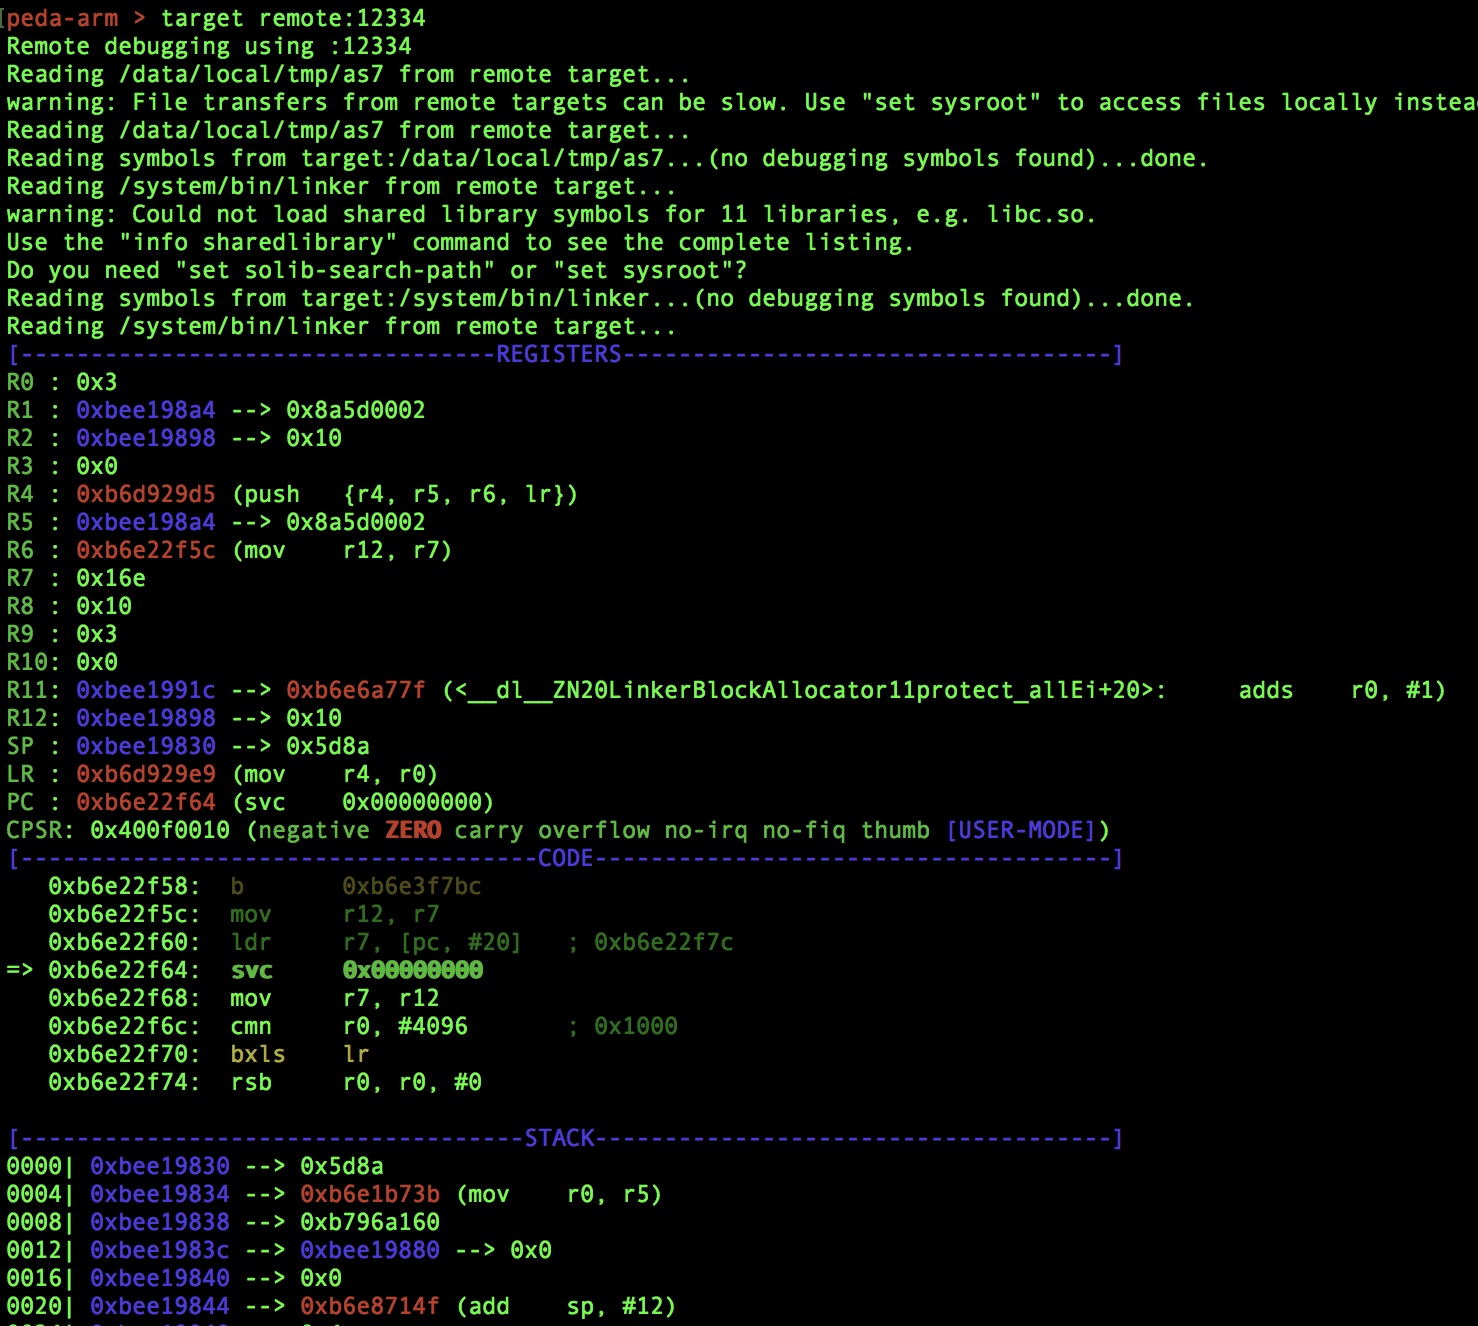 [peda-arm > target remote:12334
Remote debugging using :12334
Reading /data/local/tmp/as7 from remote target...
warning: File transfers from remote targets can be slow. Use "set sysroot" to access files locally instea
Reading /data/local/tmp/as7 from remote target...
Reading symbols from target:/data/local/tmp/as7...(no debugging symbols found)...done.
Reading /system/bin/linker from remote target...
warning: Could not load shared library symbols for 11 libraries, e.g. libc.so.
Use the "info sharedlibrary" command to see the complete listing.
Do you need "set solib-search-path" or "set sysroot"?
Reading symbols from target:/system/bin/linker...(no debugging symbols found)...done.
Reading /system/bin/linker from remote target...
[----------------------------------REGISTERS-----------------------------------]
R0 : 0x3
R1 : 0xbee198a4 --> 0x8a5d0002
R2 : 0xbee19898 --> 0x10
R3 : 0x0
R4 : 0xb6d929d5 (push   {r4, r5, r6, lr})
R5 : 0xbee198a4 --> 0x8a5d0002
R6 : 0xb6e22f5c (mov    r12, r7)
R7 : 0x16e
R8 : 0x10
R9 : 0x3
R10: 0x0
R11: 0xbee1991c --> 0xb6e6a77f (<__dl__ZN20LinkerBlockAllocator11protect_allEi+20>:     adds    r0, #1)
R12: 0xbee19898 --> 0x10
SP : 0xbee19830 --> 0x5d8a
LR : 0xb6d929e9 (mov    r4, r0)
PC : 0xb6e22f64 (svc    0x00000000)
CPSR: 0x400f0010 (negative ZERO carry overflow no-irq no-fiq thumb [USER-MODE])
[-------------------------------------CODE-------------------------------------]
   0xb6e22f58:  b       0xb6e3f7bc
   0xb6e22f5c:  mov     r12, r7
   0xb6e22f60:  ldr     r7, [pc, #20]   ; 0xb6e22f7c
=> 0xb6e22f64:  svc     0x00000000
   0xb6e22f68:  mov     r7, r12
   0xb6e22f6c:  cmn     r0, #4096       ; 0x1000
   0xb6e22f70:  bxls    lr
   0xb6e22f74:  rsb     r0, r0, #0
[------------------------------------STACK-------------------------------------]
0000| 0xbee19830 --> 0x5d8a
0004| 0xbee19834 --> 0xb6e1b73b (mov    r0, r5)
0008| 0xbee19838 --> 0xb796a160
0012| 0xbee1983c --> 0xbee19880 --> 0x0
0016| 0xbee19840 --> 0x0
0020| 0xbee19844 --> 0xb6e8714f (add    sp, #12)